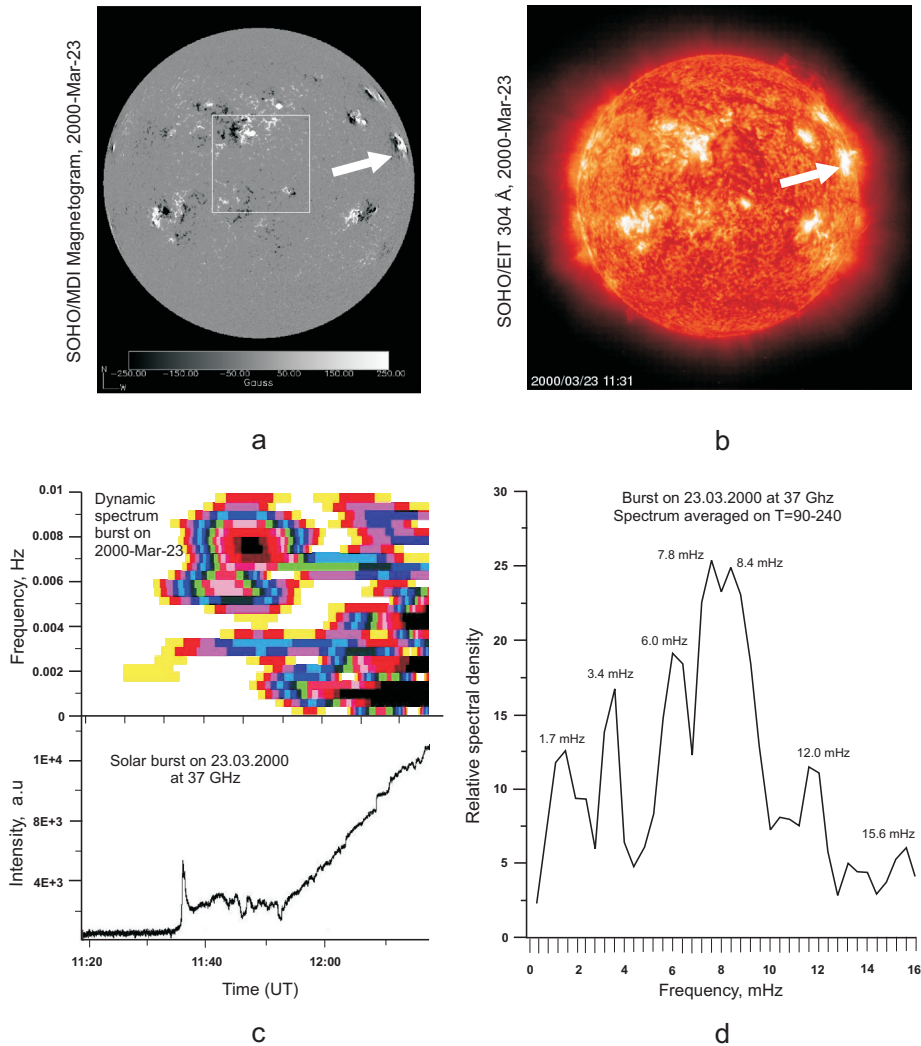 SOHO/MDI Magnetogram, 2000-Mar-23
N
W
-250.00 -150.00 -50.00 50.00 150.00 250.00
Gauss
a
SOHO/EIT 304 Å, 2000-Mar-23
2000/03/23 11:31
b
Frequency, Hz
0.01
0.008
0.006
0.004
0.002
0
Dynamic
spectrum
burst on
2000-Mar-23
Intensity, a.u
1E+4
8E+3
4E+3
Solar burst on 23.03.2000
at 37 GHz
11:20 11:40 12:00
Time (UT)
c
Relative spectral density
30
25
20
15
10
5
0
Burst on 23.03.2000 at 37 Ghz
Spectrum averaged on T=90-240
7.8 mHz
8.4 mHz
6.0 mHz
3.4 mHz
1.7 mHz
12.0 mHz
15.6 mHz
0 2 4 6 8 10 12 14 16
Frequency, mHz
d